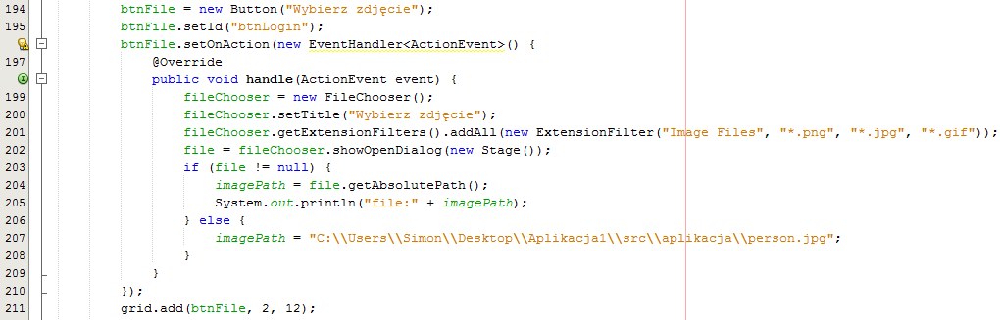 194 btnFile = new Button("Wybierz zdjęcie");
195 btnFile.setId("btnLogin");
btnFile.setOnAction(new EventHandler<ActionEvent>() {
197 @Override
public void handle(ActionEvent event) {
199 fileChooser = new FileChooser();
200 fileChooser.setTitle("Wybierz zdjęcie");
201 fileChooser.getExtensionFilters().addAll(new ExtensionFilter("Image Files", "*.png", "*.jpg", "*.gif"));
202 file = fileChooser.showOpenDialog(new Stage());
203 if (file != null) {
204 imagePath = file.getAbsolutePath();
205 System.out.println("file:" + imagePath);
206 } else {
207 imagePath = "C:\\Users\\Simon\\Desktop\\Aplikacja1\\src\\aplikacja\\person.jpg";
208 }
209 }
210 });
211 grid.add(btnFile, 2, 12);